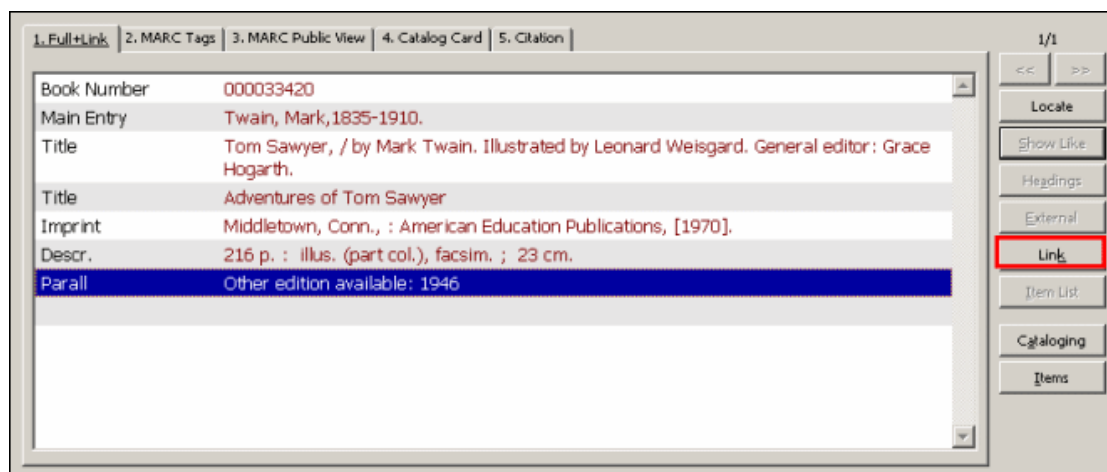 1. Full+Link 2. MARC Tags 3. MARC Public View 4. Catalog Card 5. Citation
1/1
<< >>
Book Number 000033420
Main Entry Twain, Mark,1835-1910.
Title Tom Sawyer, / by Mark Twain. Illustrated by Leonard Weisgard. General editor: Grace
Hogarth.
Title Adventures of Tom Sawyer
Imprint Middletown, Conn., : American Education Publications, [1970].
Descr. 216 p. : illus. (part col.), facsim. ; 23 cm.
Parall Other edition available: 1946
Locate
Show Like
Headings
External
Link
Item List
Cataloging
Items